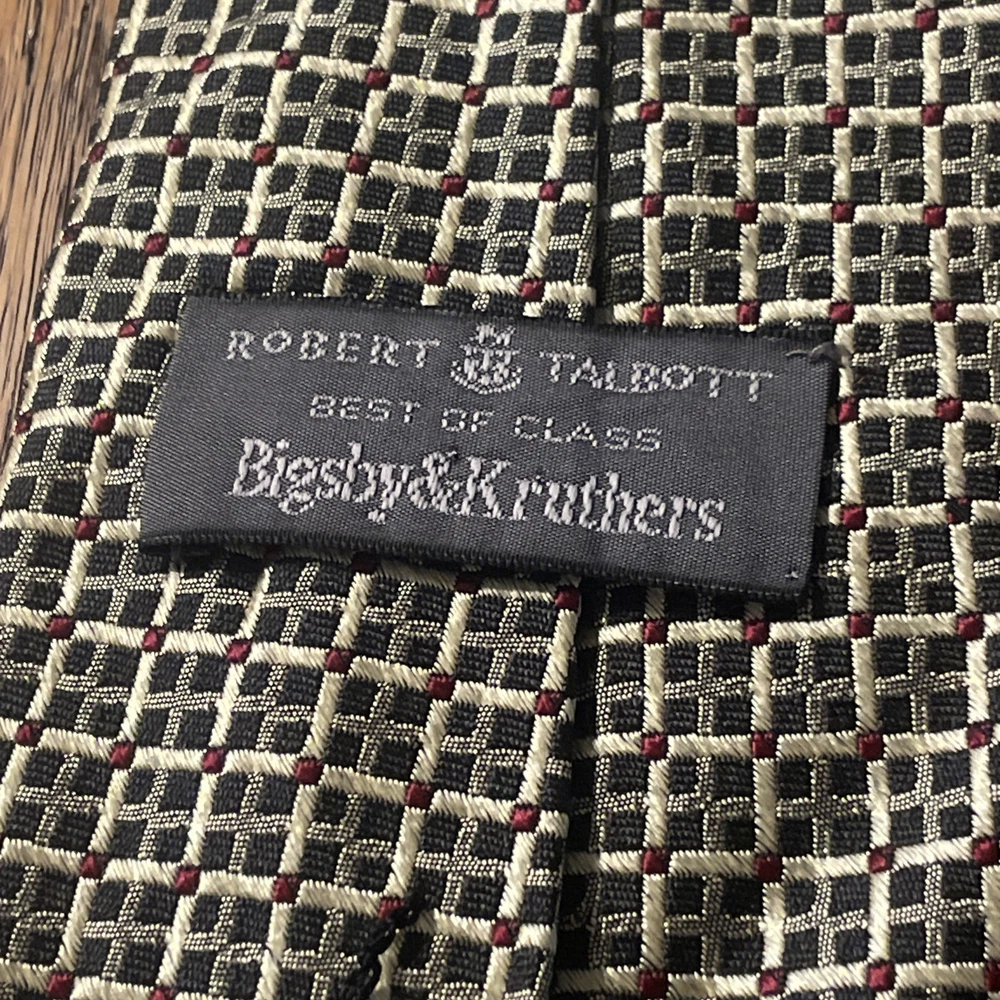 ROBERT TALBOTT
BEST OF CLASS
Bigsby&Kruthers